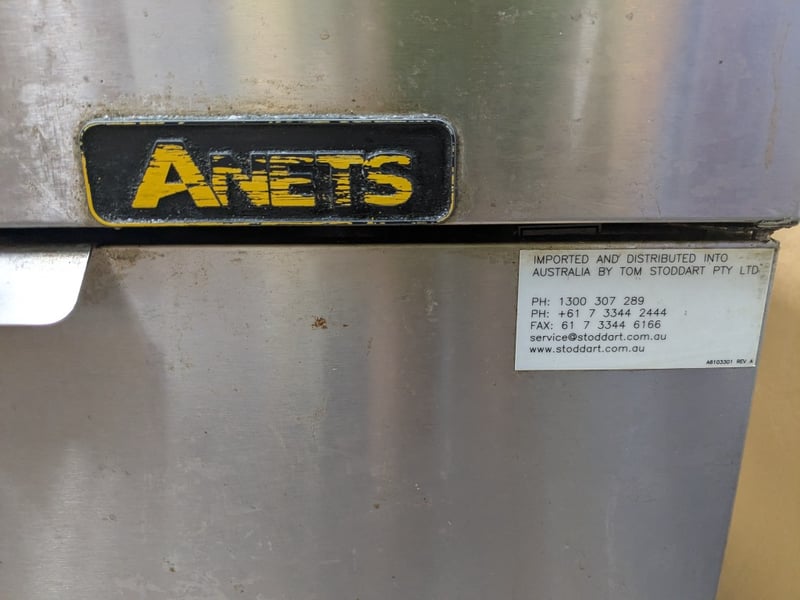 ANETS
IMPORTED AND DISTRIBUTED INTO
AUSTRALIA BY TOM STODDART PTY LTD
PH: 1300 307 289
PH: +61 7 3344 2444
FAX: 61 7 3344 6166
service@stoddart.com.au
www.stoddart.com.au
A6103301 REV A